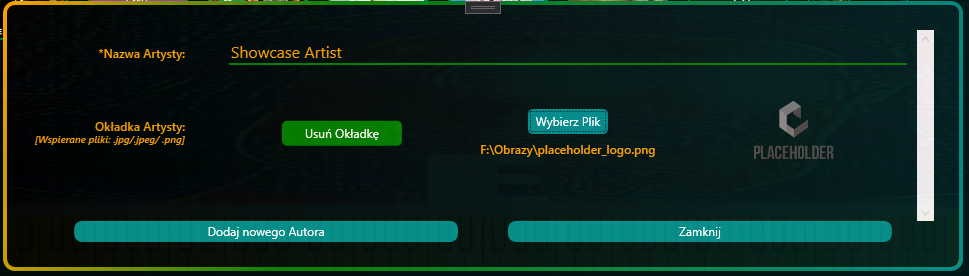 *Nazwa Artysty:
Showcase Artist
Okładka Artysty:
[Wspierane pliki: .jpg/.jpeg/ .png]
Usuń Okładkę
Wybierz Plik
F:\Obrazy\placeholder_logo.png
PLACEHOLDER
Dodaj nowego Autora
Zamknij